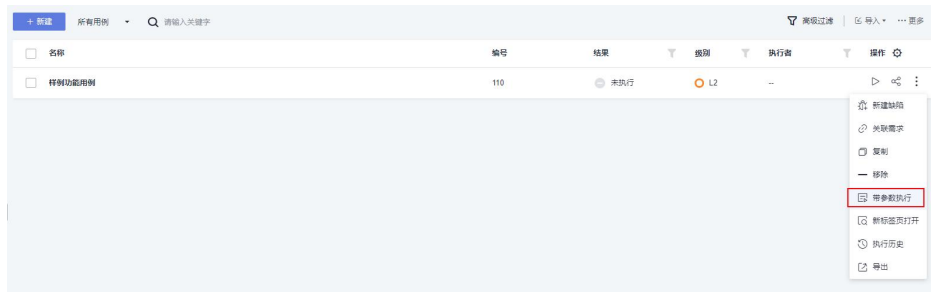 + 新建 所有用例 请输入关键字 高级过滤 导入 ··· 更多
名称 编号 结果 级别 执行者 操作
样例功能用例 110 未执行 L2 --
新建缺陷
关联需求
复制
移除
带参数执行
新标签页打开
执行历史
导出